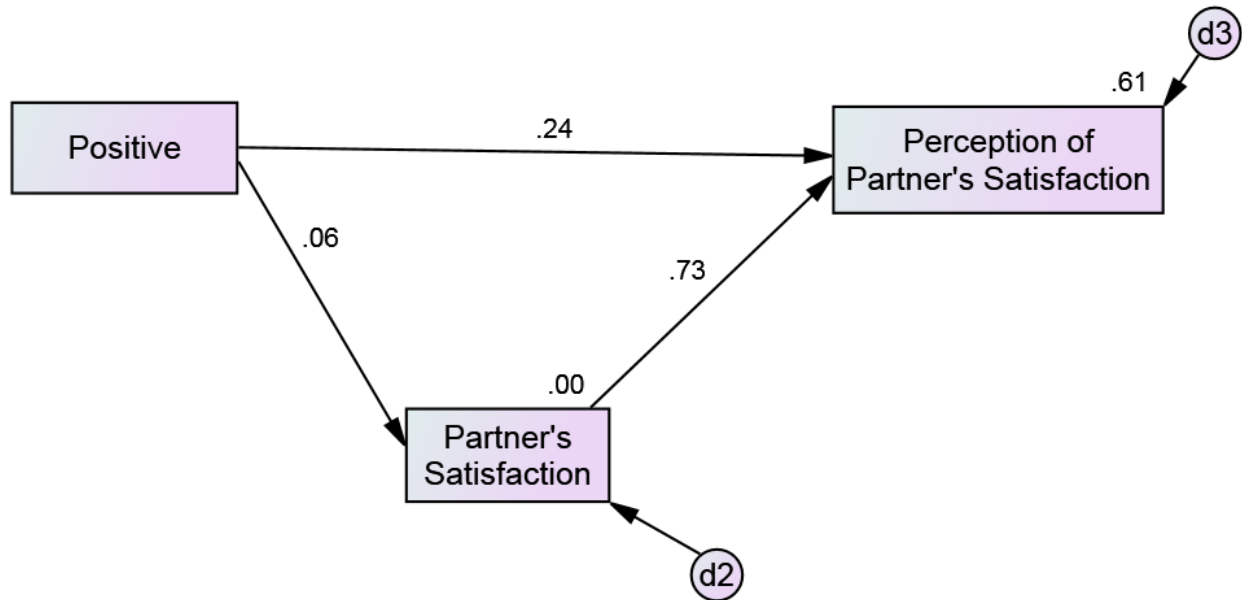 d3
.61
Positive
.24
Perception of
Partner's Satisfaction
.06
.73
.00
Partner's
Satisfaction
d2